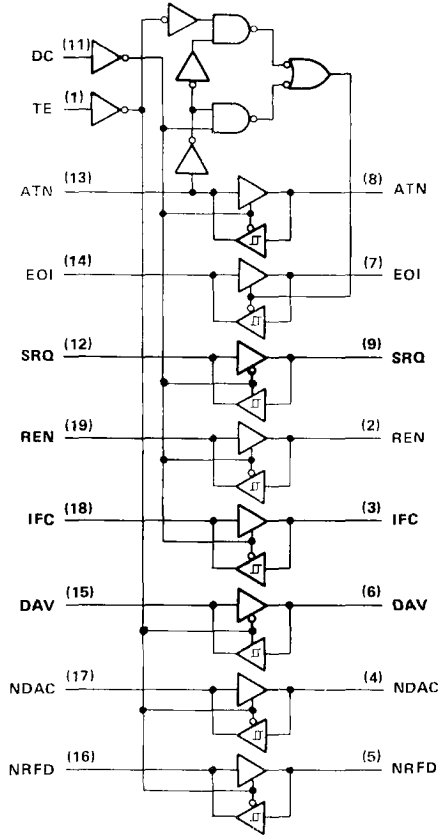 DC (11)
TE (1)
ATN (13) (8) ATN
EOI (14) (7) EOI
SRQ (12) (9) SRQ
REN (19) (2) REN
IFC (18) (3) IFC
DAV (15) (6) DAV
NDAC (17) (4) NDAC
NRFD (16) (5) NRFD